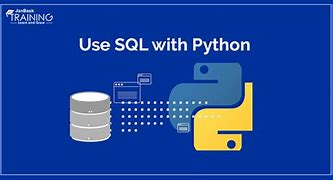 JanBask
TRAINING
Learn and Grow
Use SQL with Python